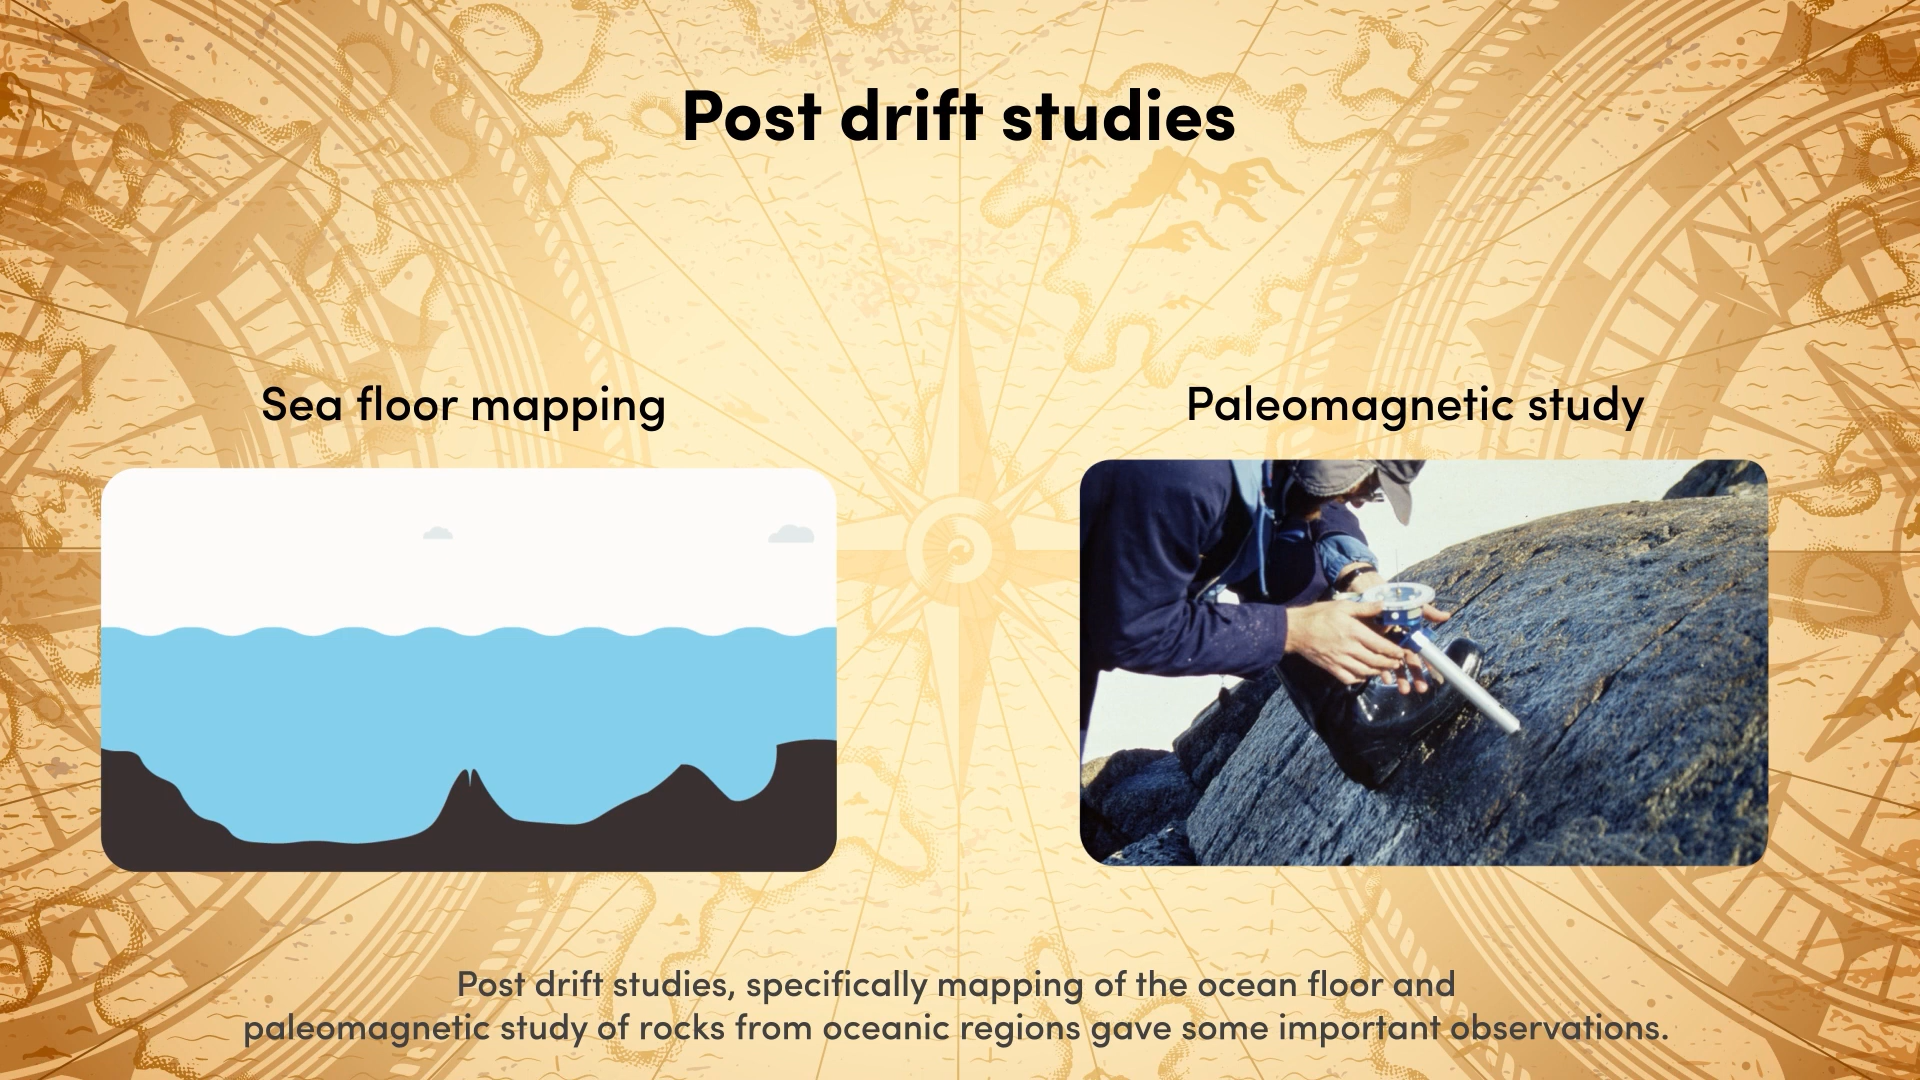 Post drift studies
Sea floor mapping
Paleomagnetic study
Post drift studies, specifically mapping of the ocean floor and
paleomagnetic study of rocks from oceanic regions gave some important observations.